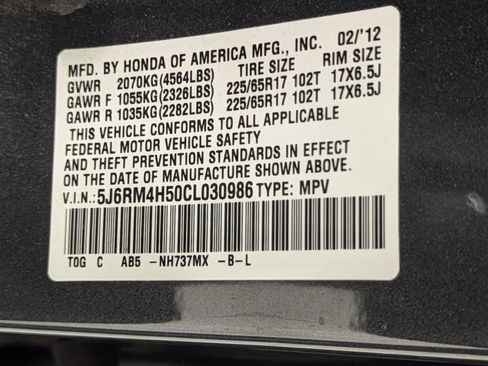 MFD. BY HONDA OF AMERICA MFG., INC. 02/'12
GVWR 2070KG(4564LBS) TIRE SIZE RIM SIZE
GAWR F 1055KG(2326LBS) 225/65R17 102T 17X6.5J
GAWR R 1035KG(2282LBS) 225/65R17 102T 17X6.5J
THIS VEHICLE CONFORMS TO ALL APPLICABLE
FEDERAL MOTOR VEHICLE SAFETY
AND THEFT PREVENTION STANDARDS IN EFFECT
ON THE DATE OF MANUFACTURE SHOWN ABOVE.
V.I.N.: 5J6RM4H50CL030986 TYPE: MPV
TOG C AB5 -NH737MX -B-L